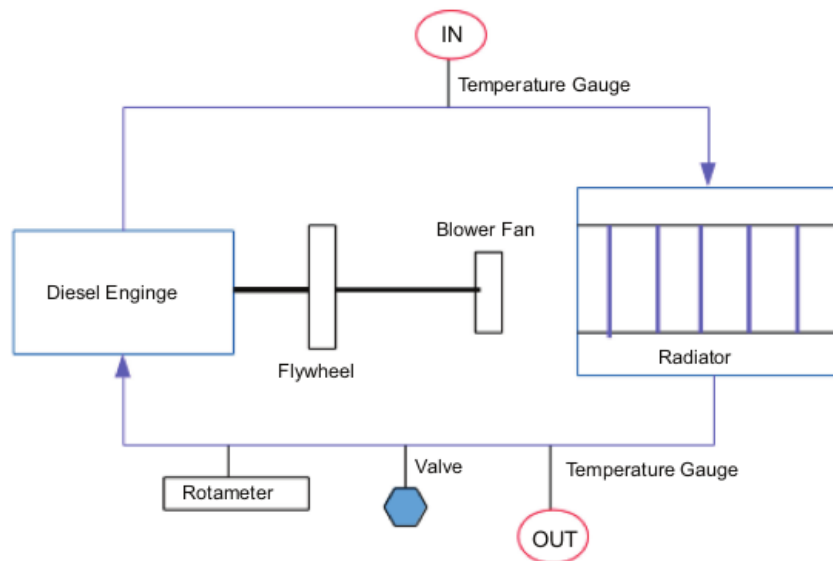 IN
Temperature Gauge
Blower Fan
Diesel Enginge
Flywheel
Radiator
Valve
Temperature Gauge
Rotameter
OUT